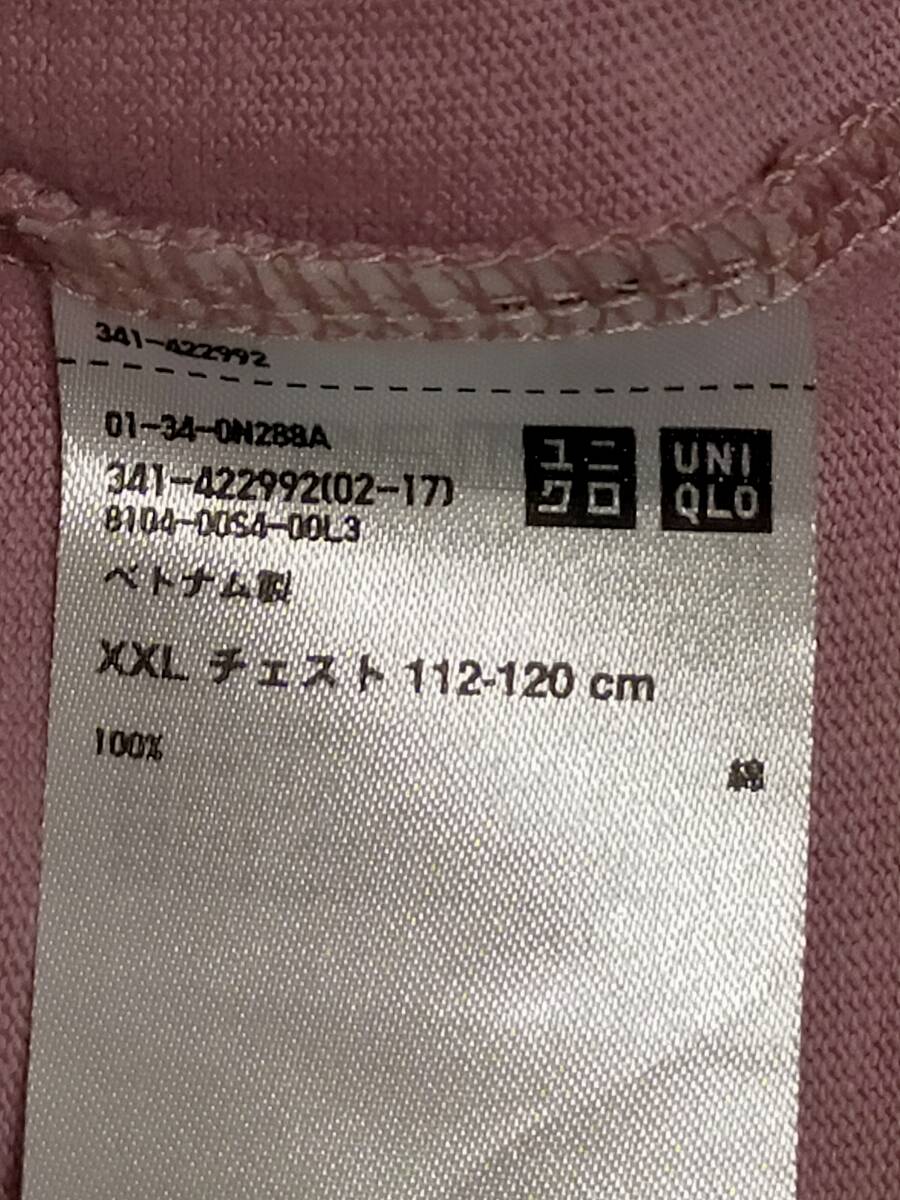 341-422992
01-34-0N288A
341-422992(02-17)
8104-00S4-00L3
ユニ
クロ
UNI
QLO
ベトナム製
XXL チェスト 112-120 cm
100% 綿